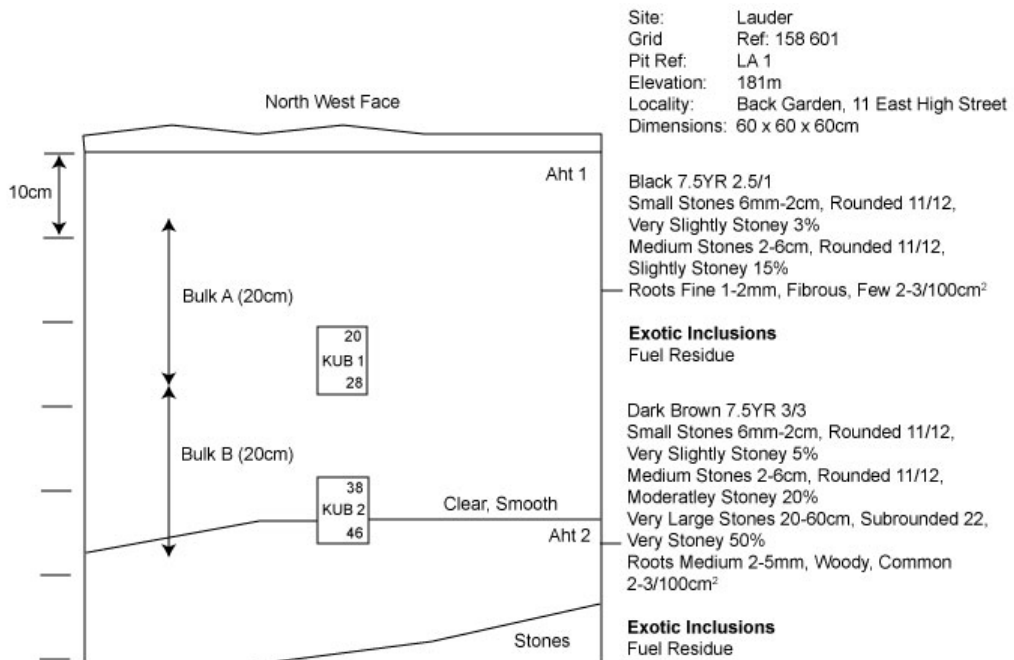 Site: Lauder
Grid Ref: 158 601
Pit Ref: LA 1
Elevation: 181m
Locality: Back Garden, 11 East High Street
Dimensions: 60 x 60 x 60cm
North West Face
10cm
Aht 1
Bulk A (20cm)
20
KUB 1
28
Bulk B (20cm)
38
KUB 2
46
Clear, Smooth
Aht 2
Stones
Black 7.5YR 2.5/1
Small Stones 6mm-2cm, Rounded 11/12,
Very Slightly Stoney 3%
Medium Stones 2-6cm, Rounded 11/12,
Slightly Stoney 15%
Roots Fine 1-2mm, Fibrous, Few 2-3/100cm²
Exotic Inclusions
Fuel Residue
Dark Brown 7.5YR 3/3
Small Stones 6mm-2cm, Rounded 11/12,
Very Slightly Stoney 5%
Medium Stones 2-6cm, Rounded 11/12,
Moderatley Stoney 20%
Very Large Stones 20-60cm, Subrounded 22,
Very Stoney 50%
Roots Medium 2-5mm, Woody, Common
2-3/100cm²
Exotic Inclusions
Fuel Residue